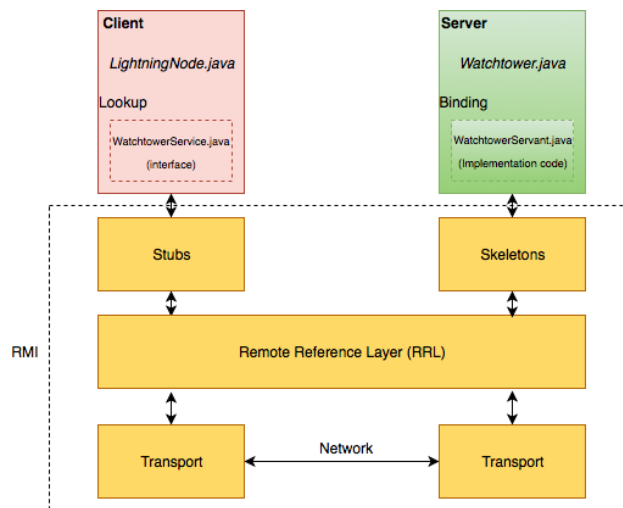 Client
LightningNode.java
Lookup
WatchtowerService.java
(interface)
Server
Watchtower.java
Binding
WatchtowerServant.java
(Implementation code)
Stubs
Skeletons
RMI
Remote Reference Layer (RRL)
Transport
Network
Transport